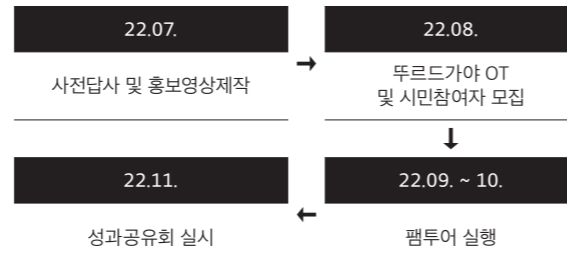 22.07.
사전답사 및 홍보영상제작
22.08.
뚜르드가야 OT
및 시민참여자 모집
22.09. ~ 10.
팸투어 실행
22.11.
성과공유회 실시